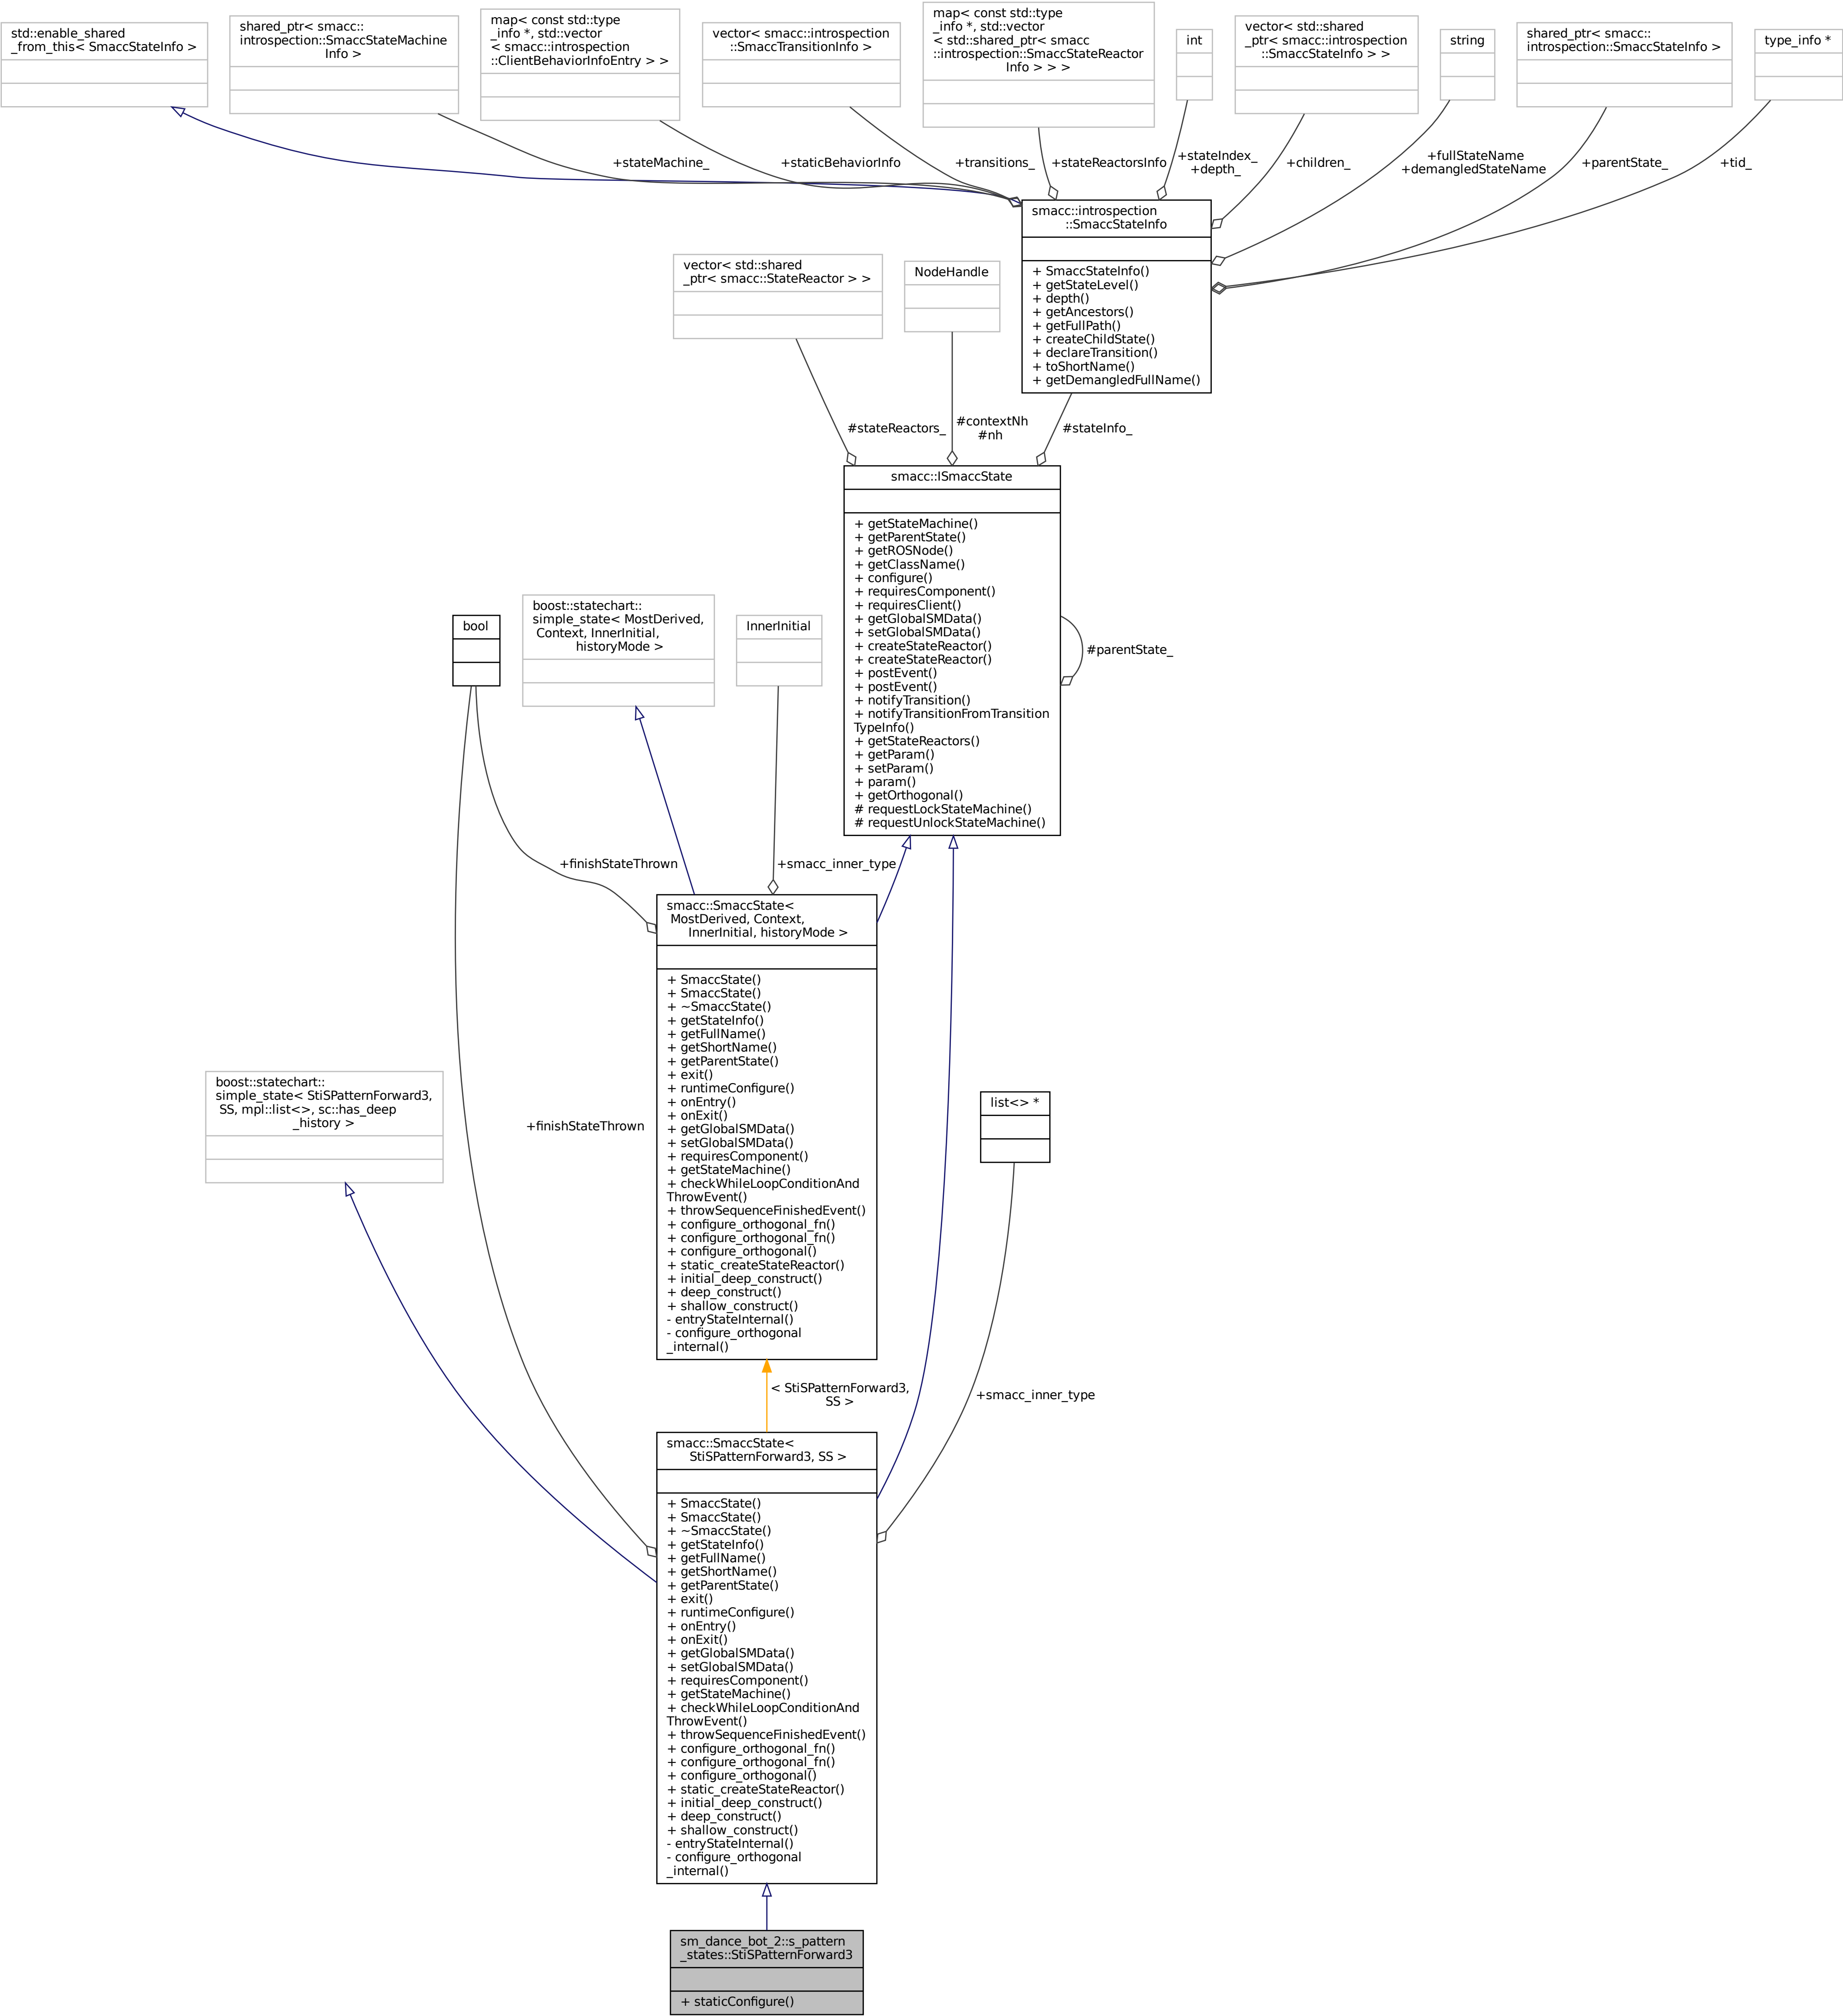 std::enable_shared
_from_this< SmaccStateInfo >
shared_ptr< smacc::
introspection::SmaccStateMachine
Info >
map< const std::type
_info *, std::vector
< smacc::introspection
::ClientBehaviorInfoEntry > >
vector< smacc::introspection
::SmaccTransitionInfo >
map< const std::type
_info *, std::vector
< std::shared_ptr< smacc
::introspection::SmaccStateReactor
Info > > >
int
vector< std::shared
_ptr< smacc::introspection
::SmaccStateInfo > >
string
shared_ptr< smacc::
introspection::SmaccStateInfo >
type_info *
+stateMachine_
+staticBehaviorInfo
+transitions_
+stateReactorsInfo
+stateIndex_
+depth_
+children_
+fullStateName
+demangledStateName
+parentState_
+tid_
smacc::introspection
::SmaccStateInfo
+ SmaccStateInfo()
+ getStateLevel()
+ depth()
+ getAncestors()
+ getFullPath()
+ createChildState()
+ declareTransition()
+ toShortName()
+ getDemangledFullName()
vector< std::shared
_ptr< smacc::StateReactor > >
NodeHandle
#stateReactors_
#contextNh
#nh
#stateInfo_
smacc::ISmaccState
+ getStateMachine()
+ getParentState()
+ getROSNode()
+ getClassName()
+ configure()
+ requiresComponent()
+ requiresClient()
+ getGlobalSMData()
+ setGlobalSMData()
+ createStateReactor()
+ createStateReactor()
+ postEvent()
+ postEvent()
+ notifyTransition()
+ notifyTransitionFromTransition
TypeInfo()
+ getStateReactors()
+ getParam()
+ setParam()
+ param()
+ getOrthogonal()
# requestLockStateMachine()
# requestUnlockStateMachine()
#parentState_
bool
boost::statechart::
simple_state< MostDerived,
Context, InnerInitial,
historyMode >
InnerInitial
+finishStateThrown
+smacc_inner_type
smacc::SmaccState<
MostDerived, Context,
InnerInitial, historyMode >
+ SmaccState()
+ SmaccState()
+ ~SmaccState()
+ getStateInfo()
+ getFullName()
+ getShortName()
+ getParentState()
+ exit()
+ runtimeConfigure()
+ onEntry()
+ onExit()
+ getGlobalSMData()
+ setGlobalSMData()
+ requiresComponent()
+ getStateMachine()
+ checkWhileLoopConditionAnd
ThrowEvent()
+ throwSequenceFinishedEvent()
+ configure_orthogonal_fn()
+ configure_orthogonal_fn()
+ configure_orthogonal()
+ static_createStateReactor()
+ initial_deep_construct()
+ deep_construct()
+ shallow_construct()
- entryStateInternal()
- configure_orthogonal
_internal()
boost::statechart::
simple_state< StiSPatternForward3,
SS, mpl::list<>, sc::has_deep
_history >
+finishStateThrown
list<> *
< StiSPatternForward3,
SS >
+smacc_inner_type
smacc::SmaccState<
StiSPatternForward3, SS >
+ SmaccState()
+ SmaccState()
+ ~SmaccState()
+ getStateInfo()
+ getFullName()
+ getShortName()
+ getParentState()
+ exit()
+ runtimeConfigure()
+ onEntry()
+ onExit()
+ getGlobalSMData()
+ setGlobalSMData()
+ requiresComponent()
+ getStateMachine()
+ checkWhileLoopConditionAnd
ThrowEvent()
+ throwSequenceFinishedEvent()
+ configure_orthogonal_fn()
+ configure_orthogonal_fn()
+ configure_orthogonal()
+ static_createStateReactor()
+ initial_deep_construct()
+ deep_construct()
+ shallow_construct()
- entryStateInternal()
- configure_orthogonal
_internal()
sm_dance_bot_2::s_pattern
_states::StiSPatternForward3
+ staticConfigure()